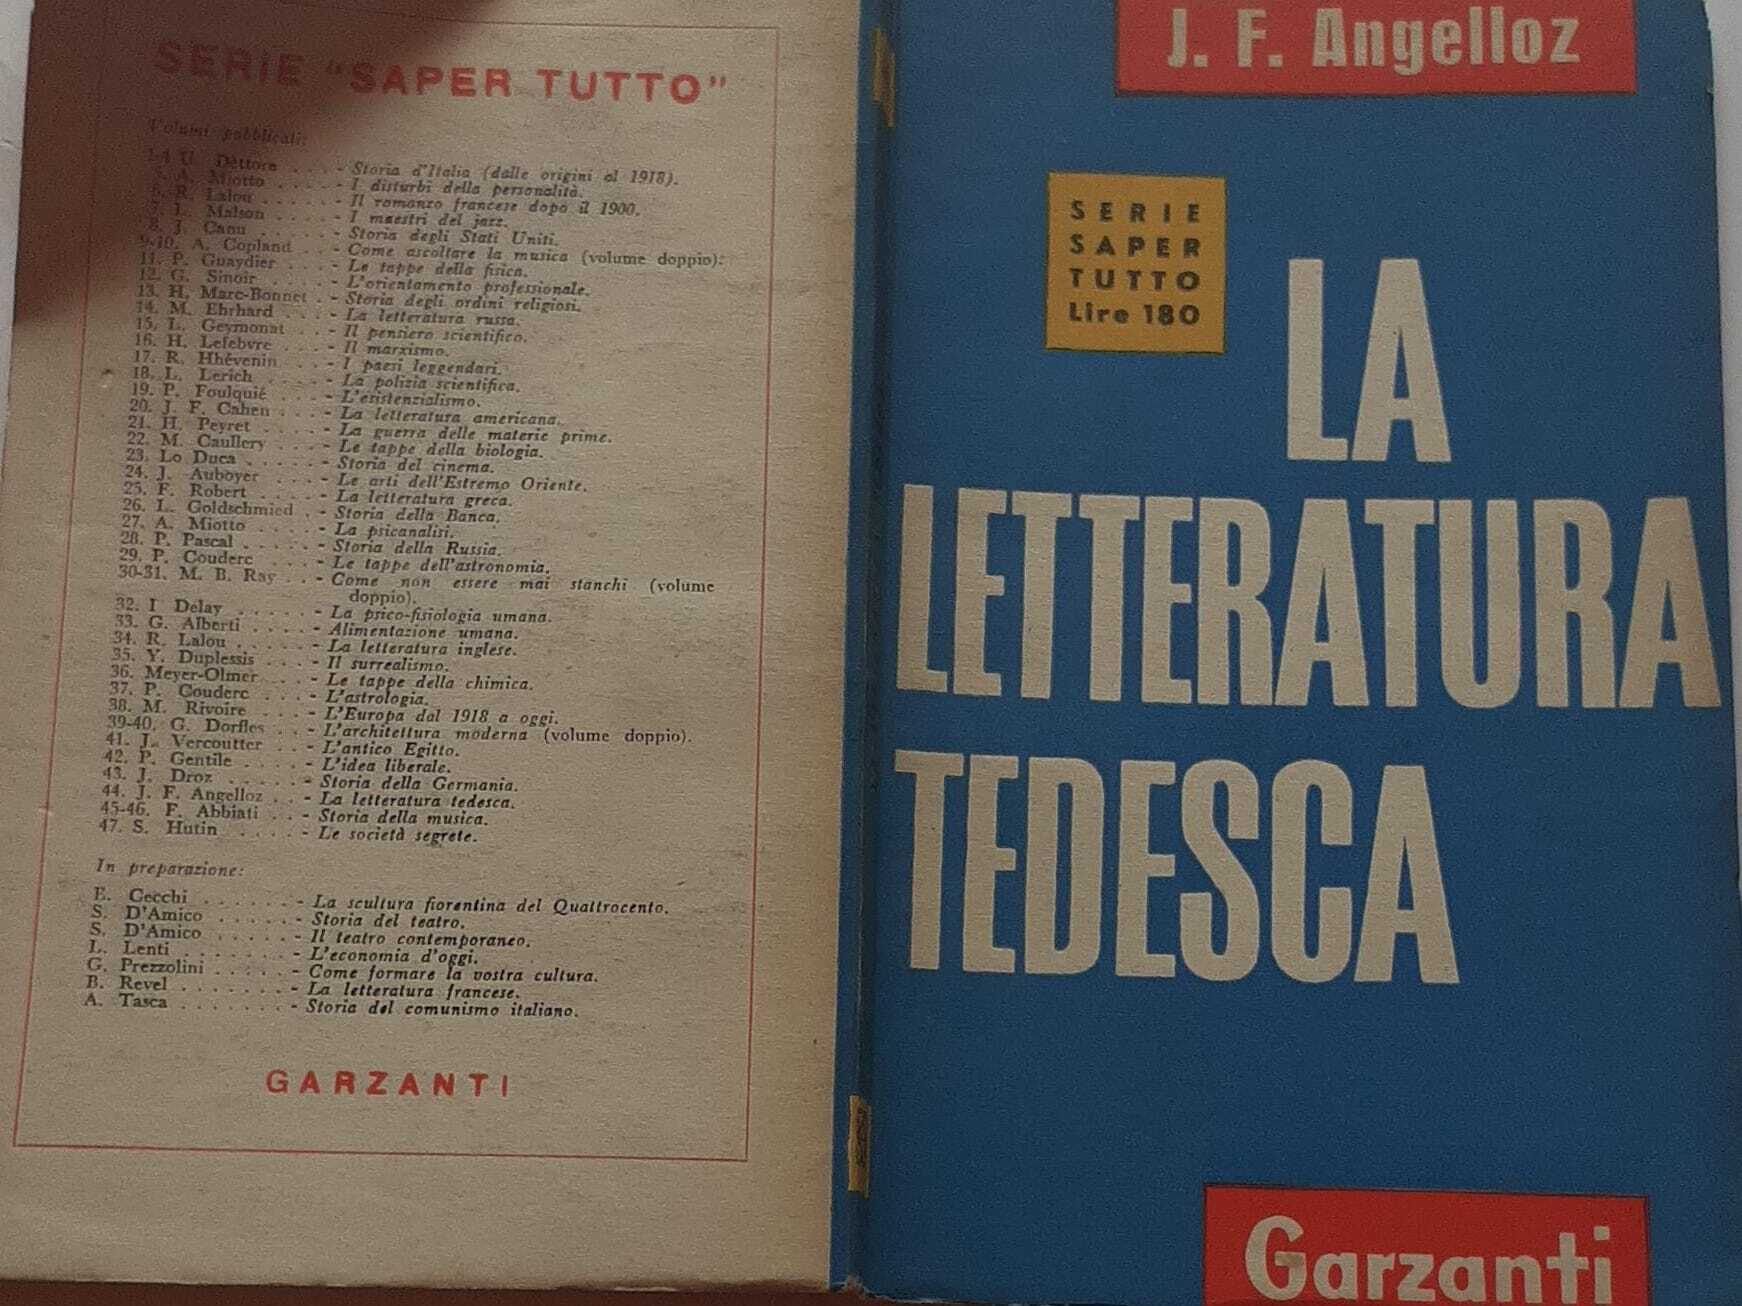 SERIE "SAPER TUTTO"
Volumi pubblicati:
1-4 U. Dèttore . . . - Storia d'Italia (dalle origini al 1918).
5. A. Miotto . . . . - I disturbi della personalità.
6. R. Lalou . . . . . - Il romanzo francese dopo il 1900.
7. L. Malson . . . . - I maestri del jazz.
8. J. Canu . . . . . - Storia degli Stati Uniti.
9-10. A. Copland . . - Come ascoltare la musica (volume doppio).
11. P. Guaydier . . . - Le tappe della fisica.
12. G. Sinoir . . . . - L'orientamento professionale.
13. H. Marc-Bonnet . - Storia degli ordini religiosi.
14. M. Ehrhard . . . - La letteratura russa.
15. L. Geymonat . . - Il pensiero scientifico.
16. H. Lefebvre . . . - Il marxismo.
17. R. Hhévenin . . . - I paesi leggendari.
18. L. Lerich . . . . - La polizia scientifica.
19. P. Foulquié . . . - L'esistenzialismo.
20. J. F. Cahen . . . - La letteratura americana.
21. H. Peyret . . . . - La guerra delle materie prime.
22. M. Caullery . . . - Le tappe della biologia.
23. Lo Duca . . . . . - Storia del cinema.
24. J. Auboyer . . . - Le arti dell'Estremo Oriente.
25. F. Robert . . . . - La letteratura greca.
26. L. Goldschmied . - Storia della Banca.
27. A. Miotto . . . . - La psicanalisi.
28. P. Pascal . . . . . - Storia della Russia.
29. P. Couderc . . . - Le tappe dell'astronomia.
30-31. M. B. Ray . . - Come non essere mai stanchi (volume
doppio).
32. I Delay . . . . . - La psico-fisiologia umana.
33. G. Alberti . . . . - Alimentazione umana.
34. R. Lalou . . . . . - La letteratura inglese.
35. Y. Duplessis . . . - Il surrealismo.
36. Meyer-Olmer . . . - Le tappe della chimica.
37. P. Couderc . . . - L'astrologia.
38. M. Rivoire . . . - L'Europa dal 1918 a oggi.
39-40. G. Dorfles . . - L'architettura moderna (volume doppio).
41. J. Vercoutter . . - L'antico Egitto.
42. P. Gentile . . . . - L'idea liberale.
43. J. Droz . . . . . - Storia della Germania.
44. J. F. Angelloz . . - La letteratura tedesca.
45-46. F. Abbiati . . - Storia della musica.
47. S. Hutin . . . . - Le società segrete.
In preparazione:
E. Cecchi . . . . . . - La scultura fiorentina del Quattrocento.
S. D'Amico . . . . . - Storia del teatro.
S. D'Amico . . . . . - Il teatro contemporaneo.
L. Lenti . . . . . . . - L'economia d'oggi.
G. Prezzolini . . . . . - Come formare la vostra cultura.
B. Revel . . . . . . . - La letteratura francese.
A. Tasca . . . . . . . - Storia del comunismo italiano.
GARZANTI
J. F. Angelloz
SERIE
SAPER
TUTTO
Lire 180
LA
LETTERATURA
TEDESCA
Garzanti